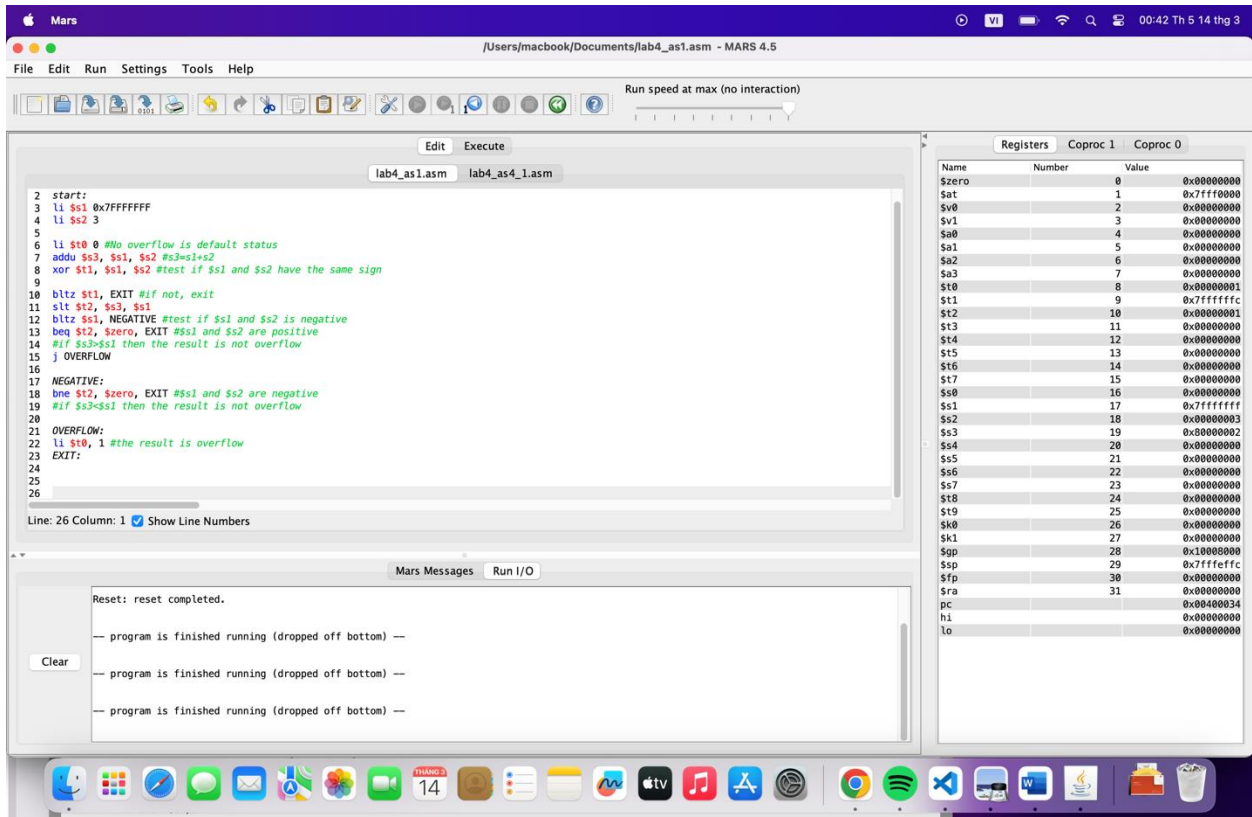 Mars
VI
00:42 Th 5 14 thg 3
/Users/macbook/Documents/lab4_as1.asm - MARS 4.5
File Edit Run Settings Tools Help
Run speed at max (no interaction)
Edit Execute
lab4_as1.asm lab4_as4_1.asm
2 start:
3 li $s1 0x7FFFFFFF
4 li $s2 3
5
6 li $t0 0 #No overflow is default status
7 addu $s3, $s1, $s2 #s3=s1+s2
8 xor $t1, $s1, $s2 #test if $s1 and $s2 have the same sign
9
10 bltz $t1, EXIT #if not, exit
11 slt $t2, $s3, $s1
12 bltz $s1, NEGATIVE #test if $s1 and $s2 is negative
13 beq $t2, $zero, EXIT #$s1 and $s2 are positive
14 #if $s3>$s1 then the result is not overflow
15 j OVERFLOW
16
17 NEGATIVE:
18 bne $t2, $zero, EXIT #$s1 and $s2 are negative
19 #if $s3<$s1 then the result is not overflow
20
21 OVERFLOW:
22 li $t0, 1 #the result is overflow
23 EXIT:
24
25
26
Line: 26 Column: 1 Show Line Numbers
Mars Messages Run I/O
Reset: reset completed.
-- program is finished running (dropped off bottom) --
-- program is finished running (dropped off bottom) --
-- program is finished running (dropped off bottom) --
Clear
Registers Coproc 1 Coproc 0
Name Number Value
$zero 0 0x00000000
$at 1 0x7fff0000
$v0 2 0x00000000
$v1 3 0x00000000
$a0 4 0x00000000
$a1 5 0x00000000
$a2 6 0x00000000
$a3 7 0x00000000
$t0 8 0x00000001
$t1 9 0x7ffffffc
$t2 10 0x00000001
$t3 11 0x00000000
$t4 12 0x00000000
$t5 13 0x00000000
$t6 14 0x00000000
$t7 15 0x00000000
$s0 16 0x00000000
$s1 17 0x7fffffff
$s2 18 0x00000003
$s3 19 0x80000002
$s4 20 0x00000000
$s5 21 0x00000000
$s6 22 0x00000000
$s7 23 0x00000000
$t8 24 0x00000000
$t9 25 0x00000000
$k0 26 0x00000000
$k1 27 0x00000000
$gp 28 0x10008000
$sp 29 0x7fffeffc
$fp 30 0x00000000
$ra 31 0x00000000
pc 0x00400034
hi 0x00000000
lo 0x00000000
THÁNG 3
14
tv